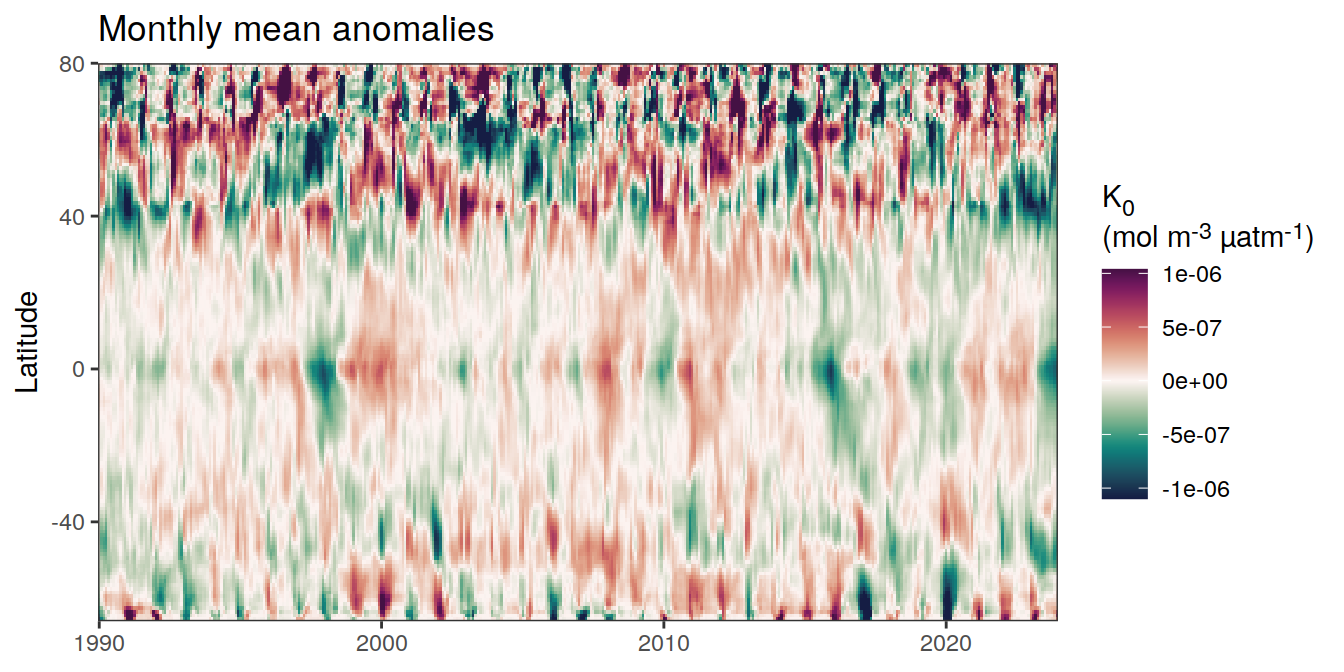 Monthly mean anomalies
80
40
0
-40
Latitude
1990
2000
2010
2020
K₀
(mol m⁻³ µatm⁻¹)
1e-06
5e-07
0e+00
-5e-07
-1e-06